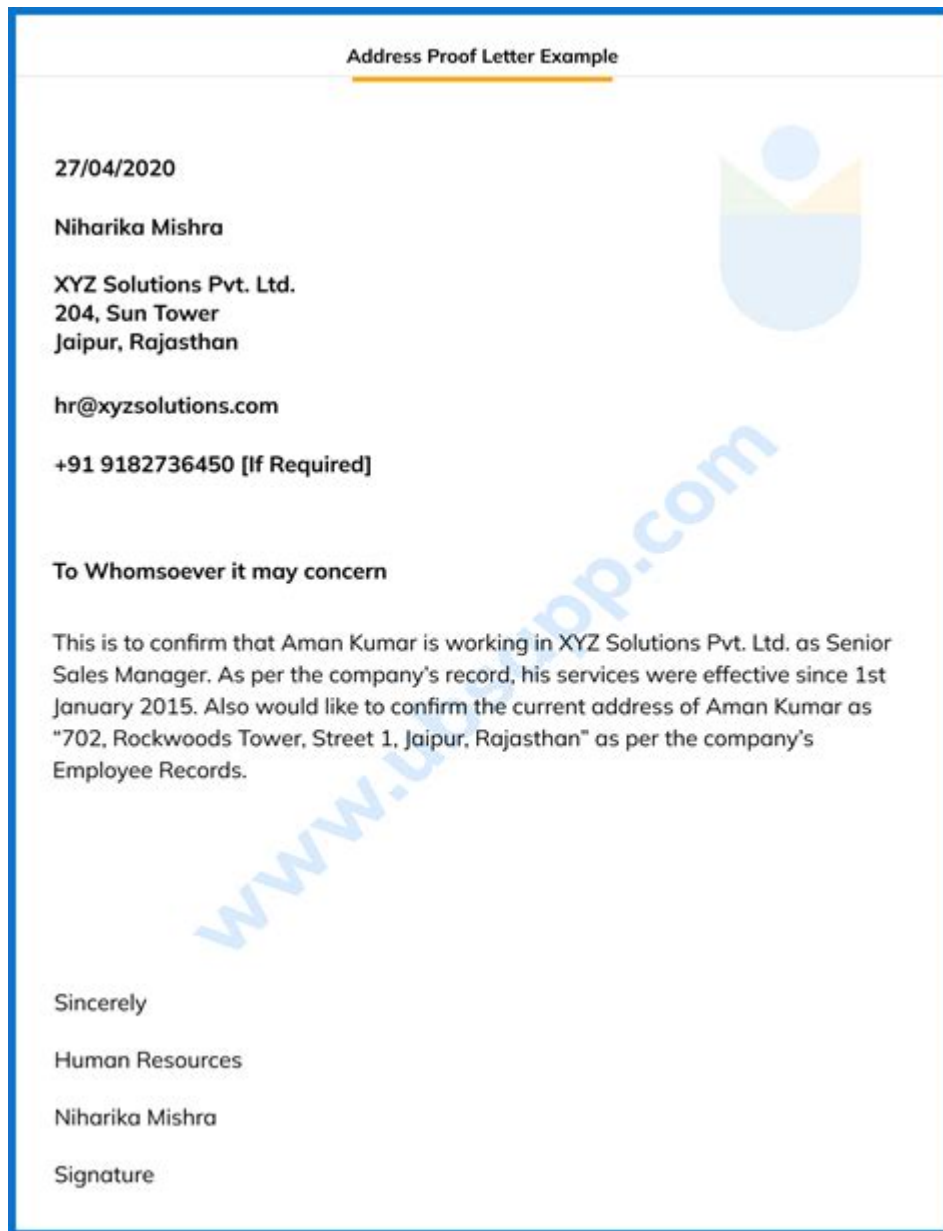 Address Proof Letter Example
27/04/2020
Niharika Mishra
XYZ Solutions Pvt. Ltd.
204, Sun Tower
Jaipur, Rajasthan
hr@xyzsolutions.com
+91 9182736450 [If Required]
To Whomsoever it may concern
This is to confirm that Aman Kumar is working in XYZ Solutions Pvt. Ltd. as Senior
Sales Manager. As per the company's record, his services were effective since 1st
January 2015. Also would like to confirm the current address of Aman Kumar as
“702, Rockwoods Tower, Street 1, Jaipur, Rajasthan” as per the company's
Employee Records.
Sincerely
Human Resources
Niharika Mishra
Signature